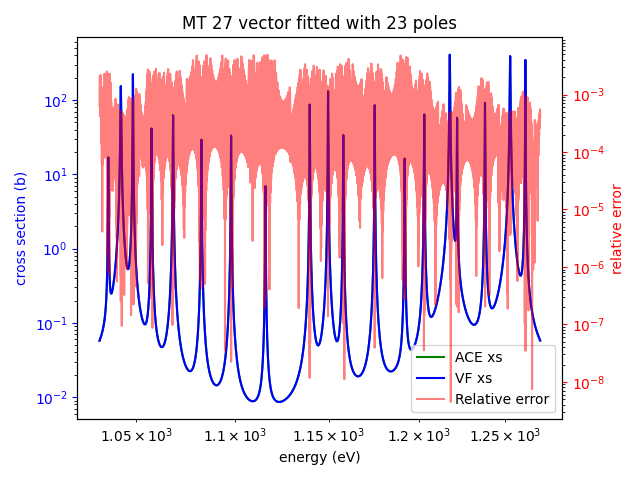 MT 27 vector fitted with 23 poles
cross section (b)
10²
10¹
10⁰
10⁻¹
10⁻²
10⁻³
10⁻⁴
10⁻⁵
10⁻⁶
10⁻⁷
10⁻⁸
relative error
ACE xs
VF xs
Relative error
1.05 × 10³ 1.1 × 10³ 1.15 × 10³ 1.2 × 10³ 1.25 × 10³
energy (eV)